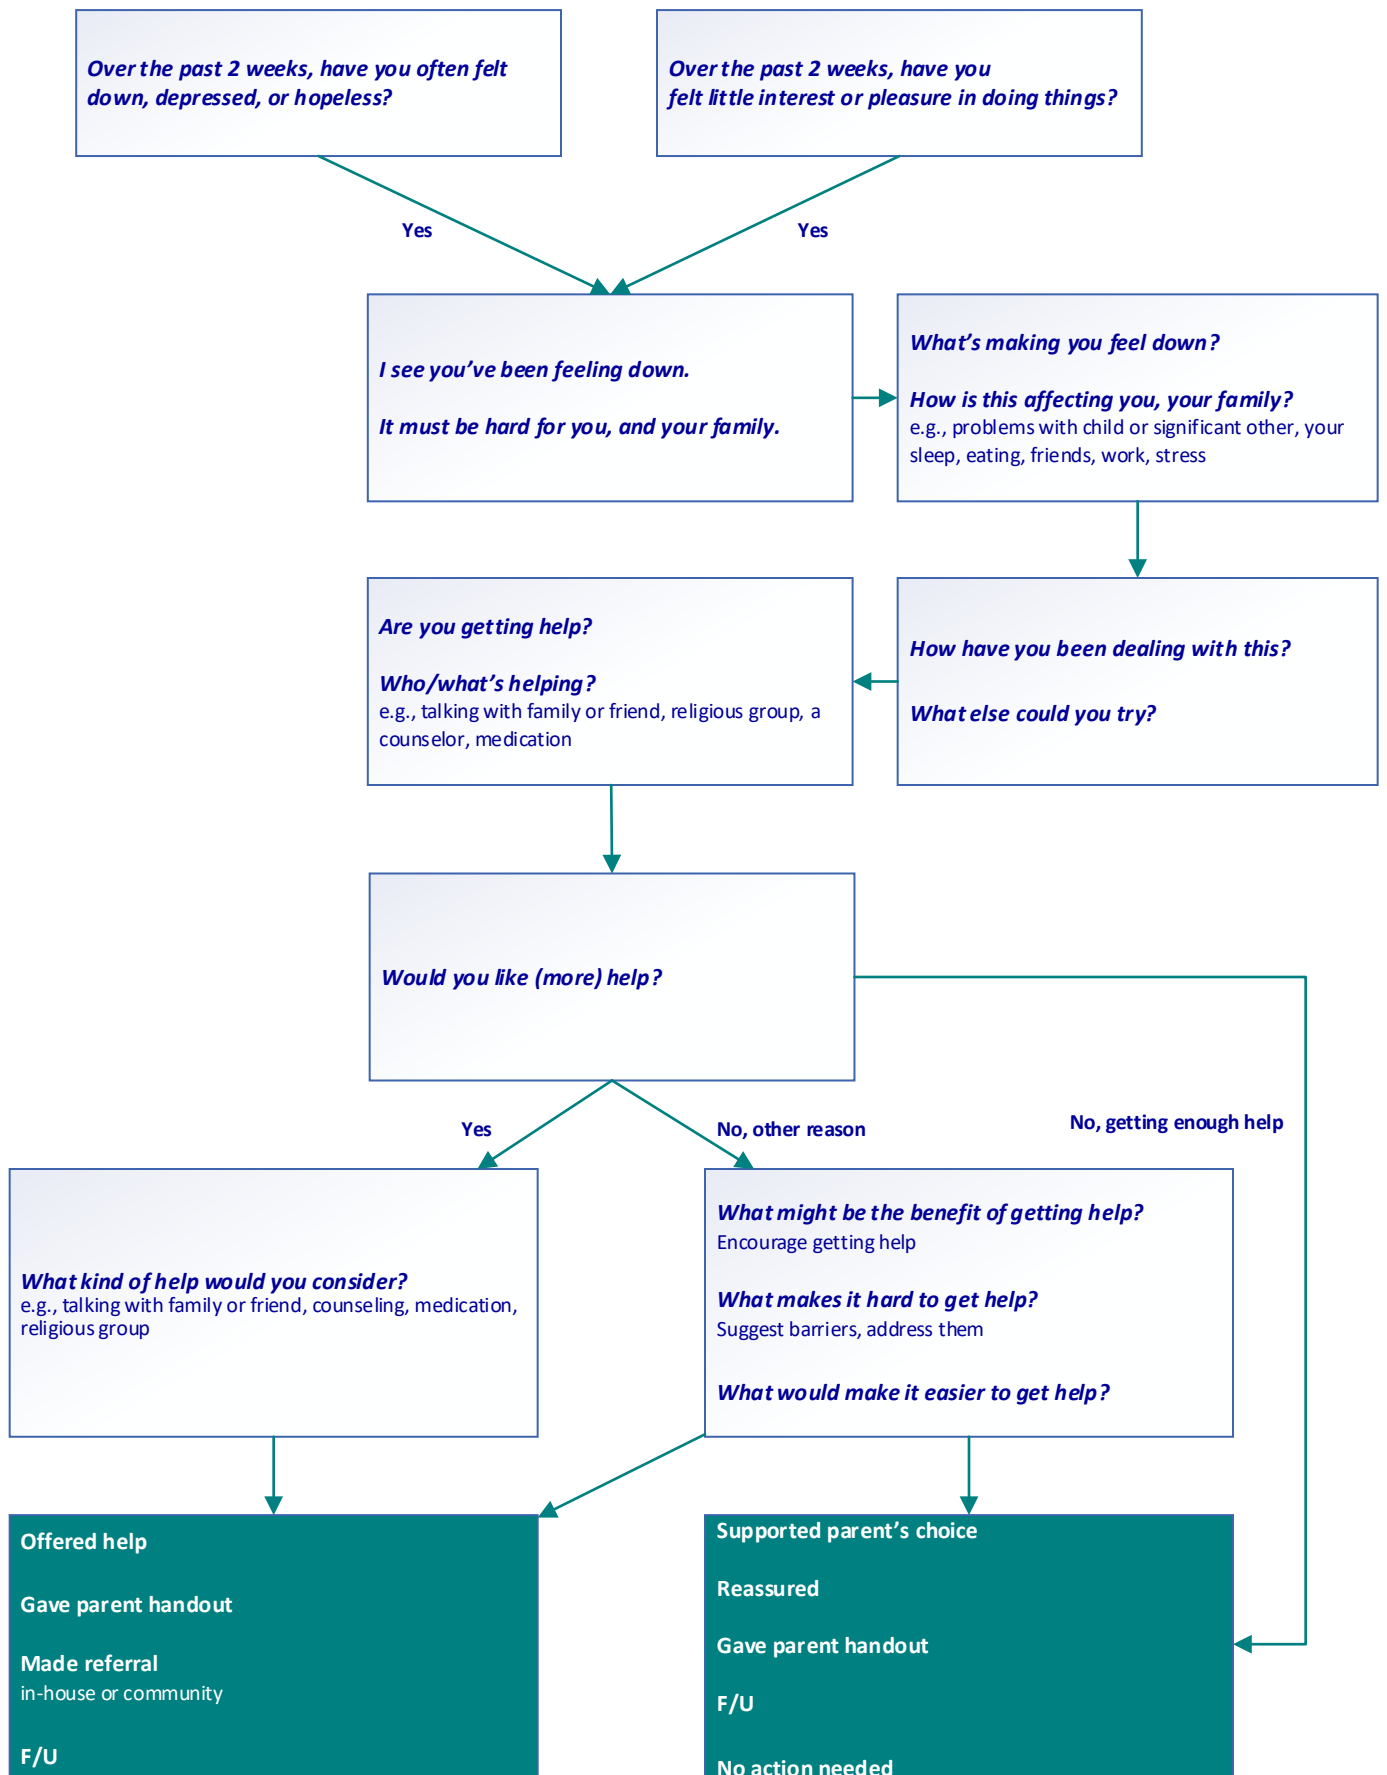 Over the past 2 weeks, have you often felt
down, depressed, or hopeless?
Over the past 2 weeks, have you
felt little interest or pleasure in doing things?
Yes
Yes
I see you’ve been feeling down.
It must be hard for you, and your family.
What’s making you feel down?
How is this affecting you, your family?
e.g., problems with child or significant other, your
sleep, eating, friends, work, stress
Are you getting help?
Who/what’s helping?
e.g., talking with family or friend, religious group, a
counselor, medication
How have you been dealing with this?
What else could you try?
Would you like (more) help?
Yes
No, other reason
No, getting enough help
What kind of help would you consider?
e.g., talking with family or friend, counseling, medication,
religious group
What might be the benefit of getting help?
Encourage getting help
What makes it hard to get help?
Suggest barriers, address them
What would make it easier to get help?
Offered help
Gave parent handout
Made referral
in-house or community
F/U
Supported parent’s choice
Reassured
Gave parent handout
F/U
No action needed